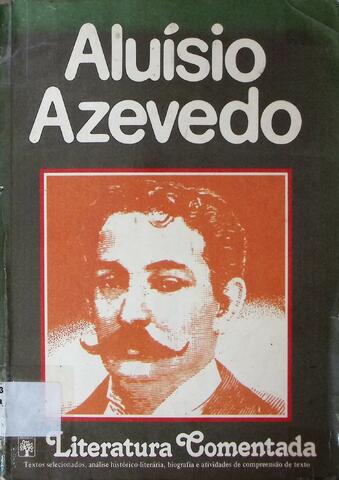 Aluísio
Azevedo
Literatura Comentada
Textos selecionados, análise histórico-literária, biografia e atividades de compreensão de texto